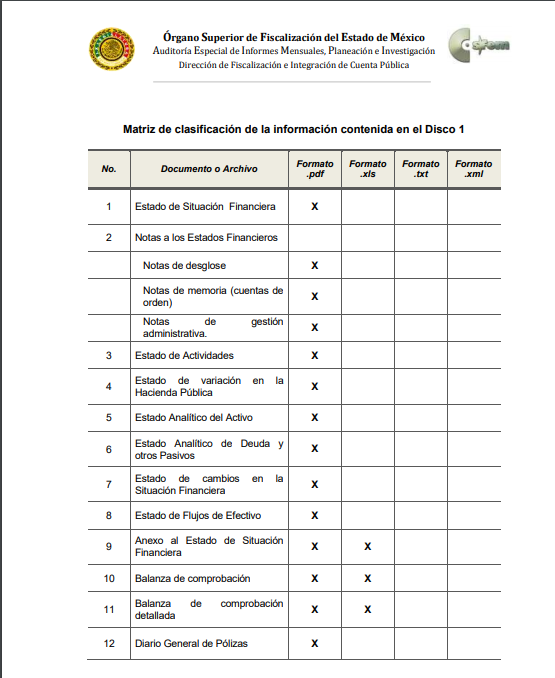 Órgano Superior de Fiscalización del Estado de México
Auditoría Especial de Informes Mensuales, Planeación e Investigación
Dirección de Fiscalización e Integración de Cuenta Pública
osfem
Matriz de clasificación de la información contenida en el Disco 1
No. Documento o Archivo Formato .pdf Formato .xls Formato .txt Formato .xml
1 Estado de Situación Financiera X
2 Notas a los Estados Financieros
Notas de desglose X
Notas de memoria (cuentas de
orden) X
Notas de gestión
administrativa. X
3 Estado de Actividades X
4 Estado de variación en la
Hacienda Pública X
5 Estado Analítico del Activo X
6 Estado Analítico de Deuda y
otros Pasivos X
7 Estado de cambios en la
Situación Financiera X
8 Estado de Flujos de Efectivo X
9 Anexo al Estado de Situación
Financiera X X
10 Balanza de comprobación X X
11 Balanza de comprobación
detallada X X
12 Diario General de Pólizas X